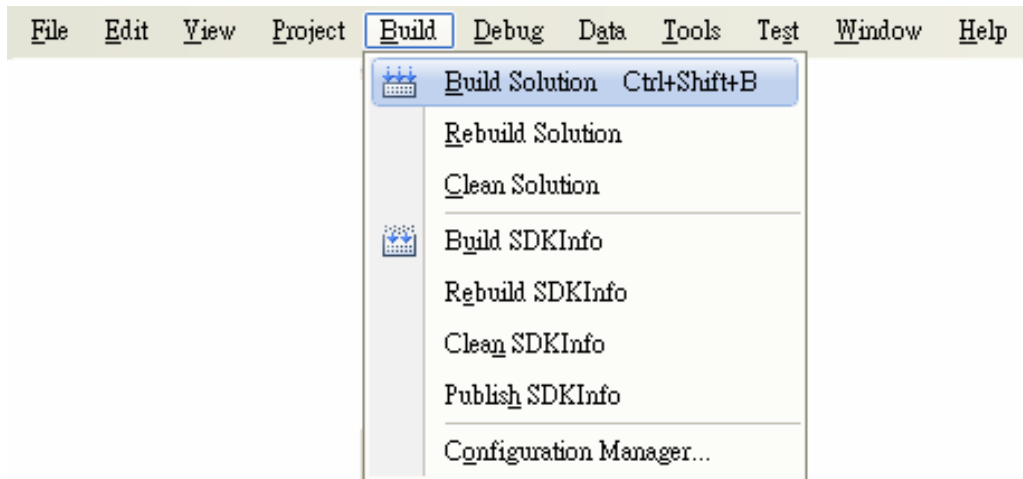 File Edit View Project Build Debug Data Tools Test Window Help
Build Solution Ctrl+Shift+B
Rebuild Solution
Clean Solution
Build SDKInfo
Rebuild SDKInfo
Clean SDKInfo
Publish SDKInfo
Configuration Manager...